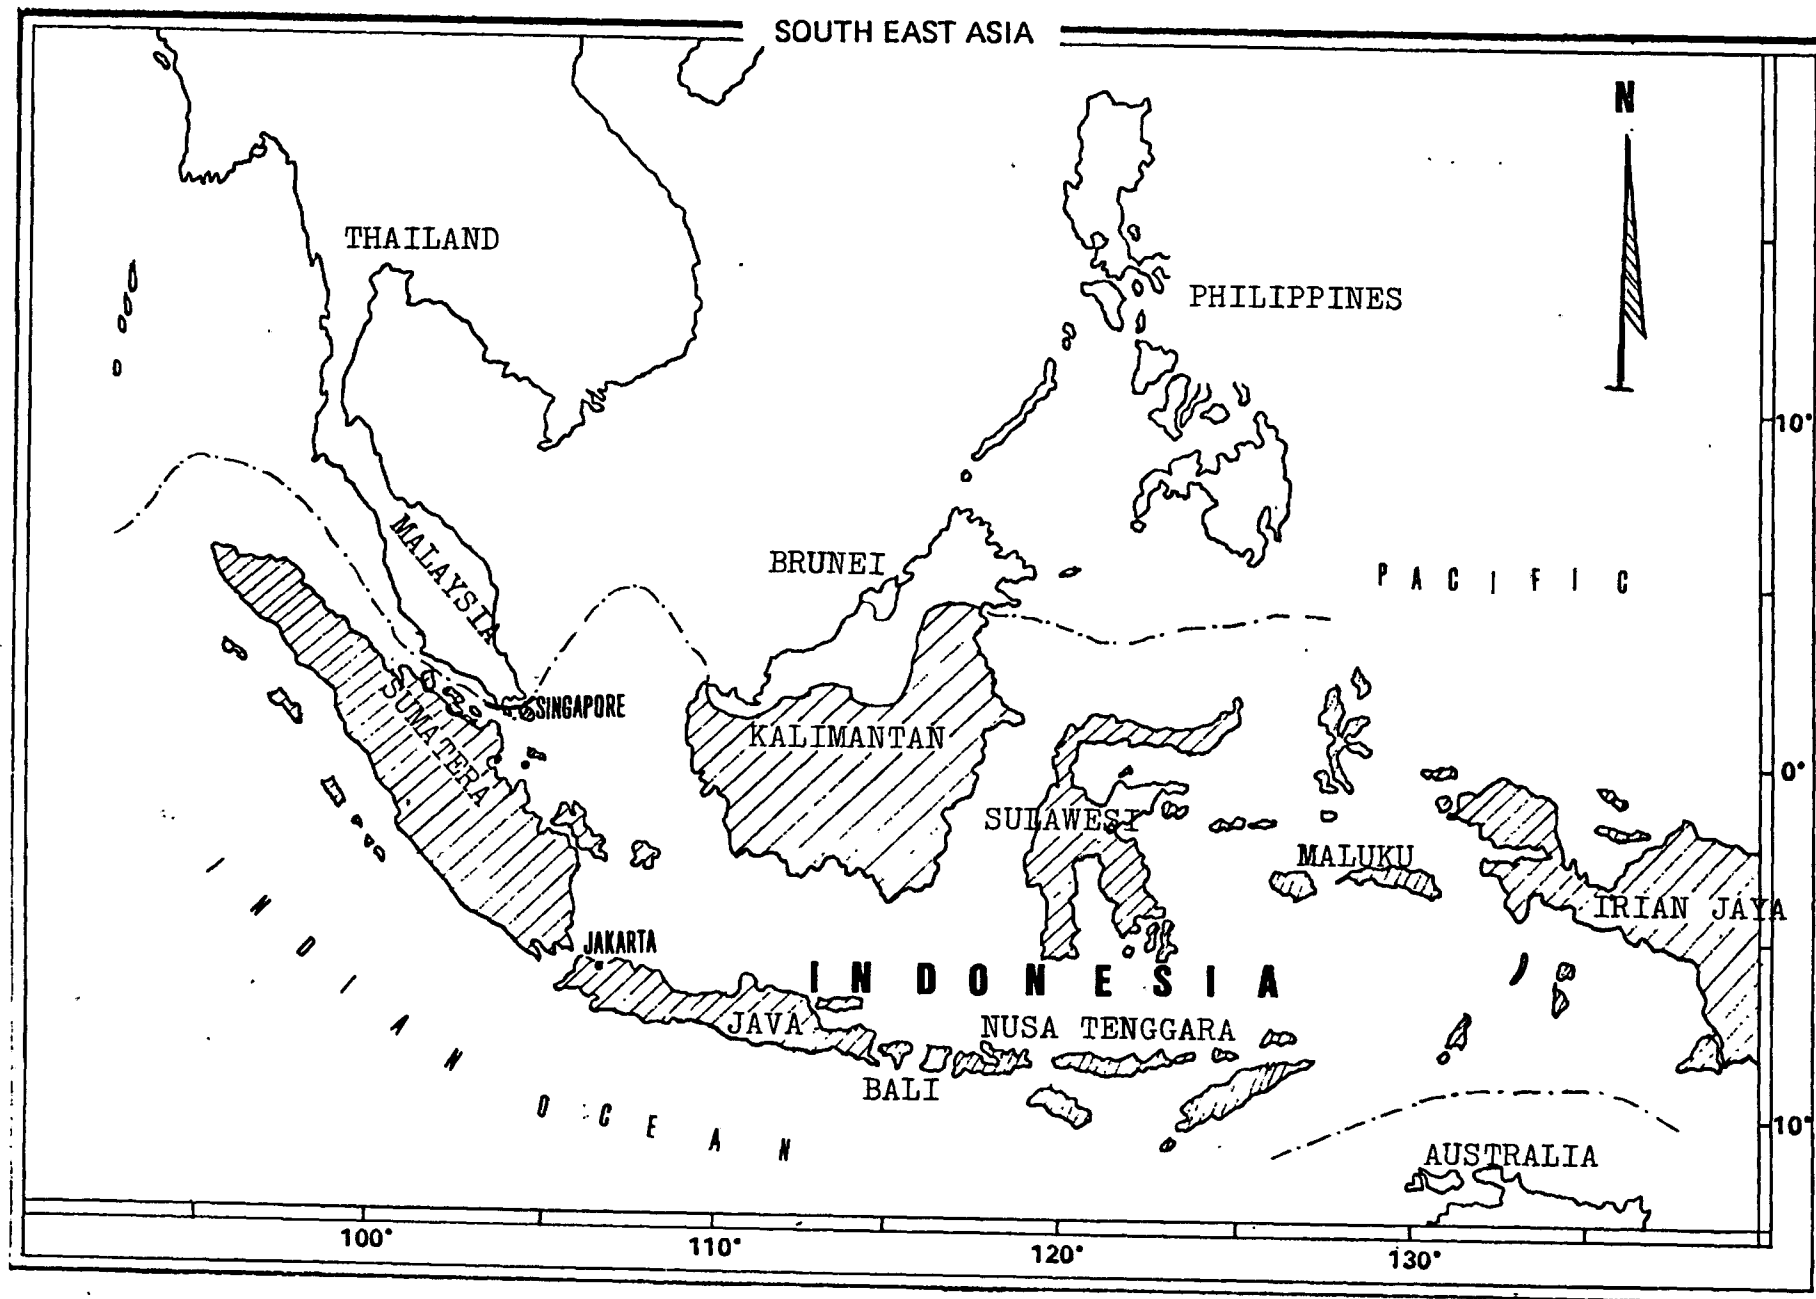 SOUTH EAST ASIA
N
THAILAND
PHILIPPINES
10°
MALAYSIA
BRUNEI
PACIFIC
SINGAPORE
SUMATERA
KALIMANTAN
0°
SULAWESI
MALUKU
IRIAN JAYA
JAKARTA
INDONESIA
JAVA
NUSA TENGGARA
BALI
INDIAN OCEAN
10°
AUSTRALIA
100°
110°
120°
130°